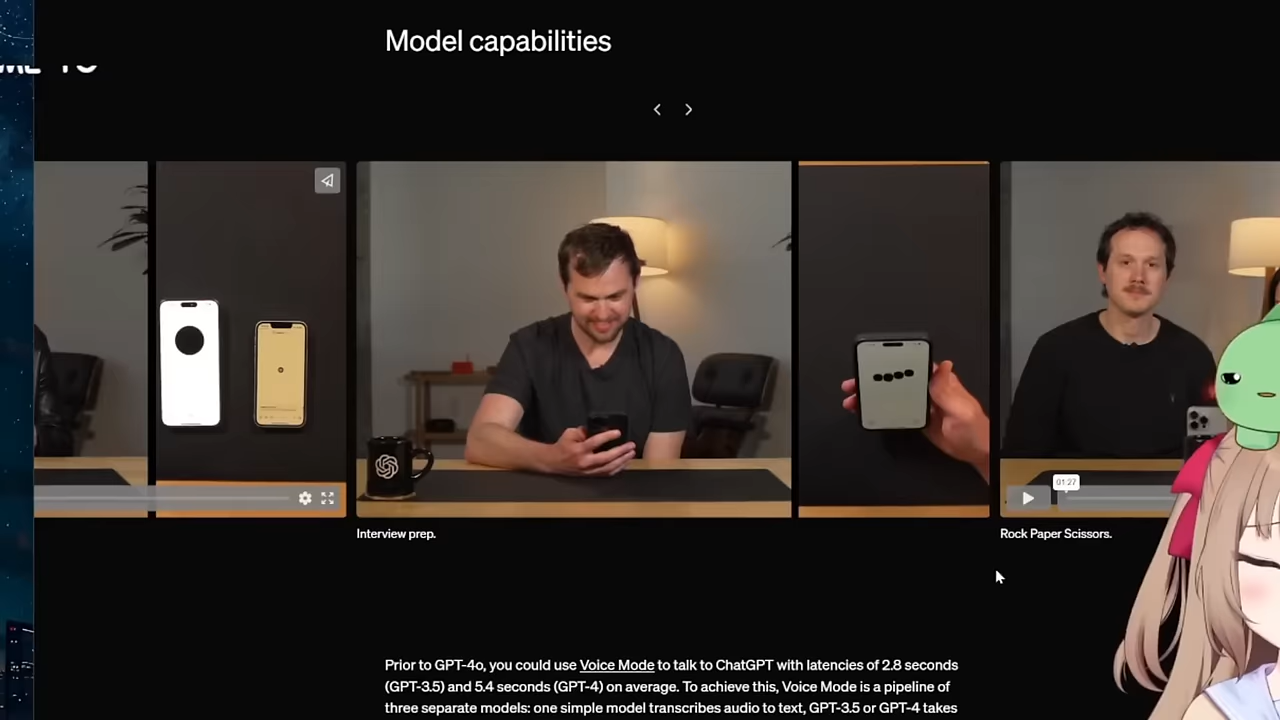 Model capabilities
01:27
Interview prep.
Rock Paper Scissors.
Prior to GPT-4o, you could use Voice Mode to talk to ChatGPT with latencies of 2.8 seconds
(GPT-3.5) and 5.4 seconds (GPT-4) on average. To achieve this, Voice Mode is a pipeline of
three separate models: one simple model transcribes audio to text, GPT-3.5 or GPT-4 takes